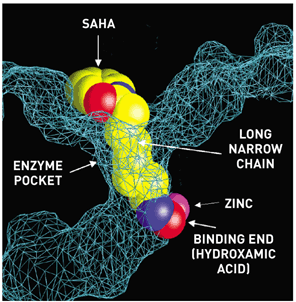 SAHA
LONG
NARROW
CHAIN
ENZYME
POCKET
ZINC
BINDING END
(HYDROXAMIC
ACID)